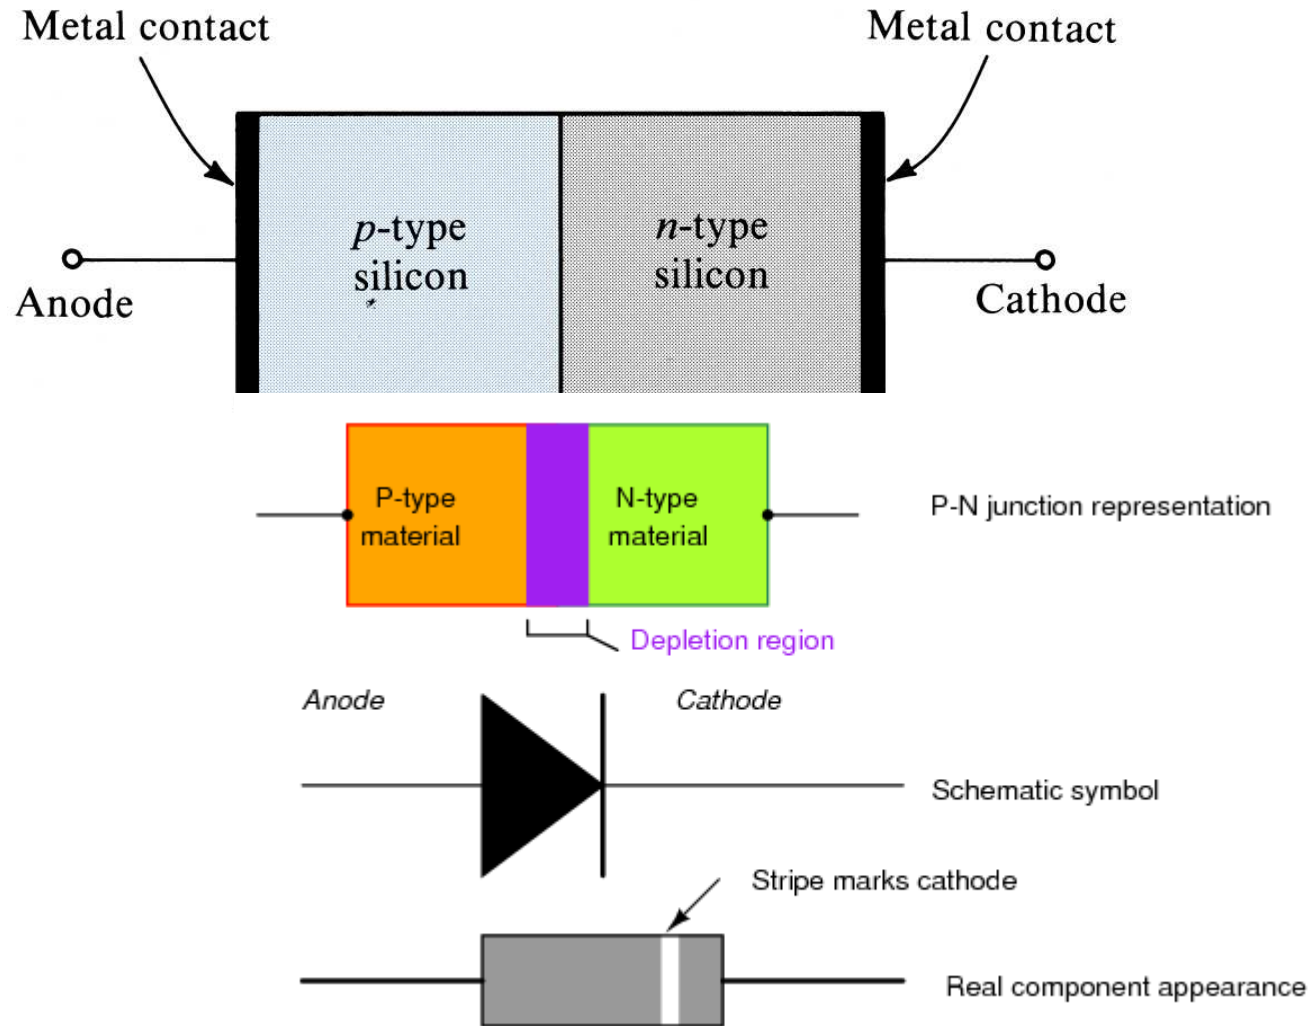 Metal contact
Metal contact
p-type
silicon
n-type
silicon
Anode
Cathode
P-type
material
N-type
material
P-N junction representation
Depletion region
Anode
Cathode
Schematic symbol
Stripe marks cathode
Real component appearance